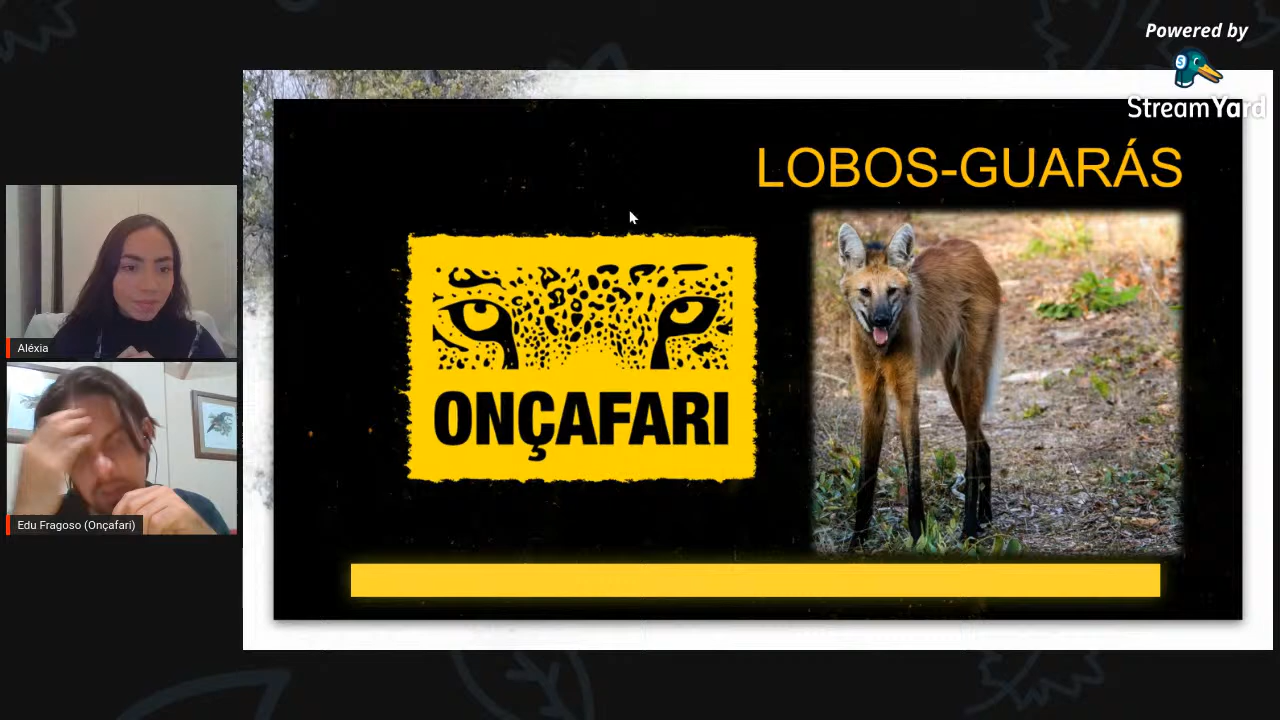 Powered by
StreamYard
LOBOS-GUARÁS
ONÇAFARI
Aléxia
Edu Fragoso (Onçafari)